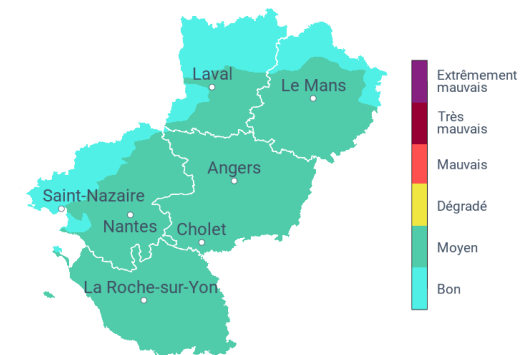 Laval
Le Mans
Angers
Saint-Nazaire
Nantes
Cholet
La Roche-sur-Yon
Extrêmement
mauvais
Très
mauvais
Mauvais
Dégradé
Moyen
Bon